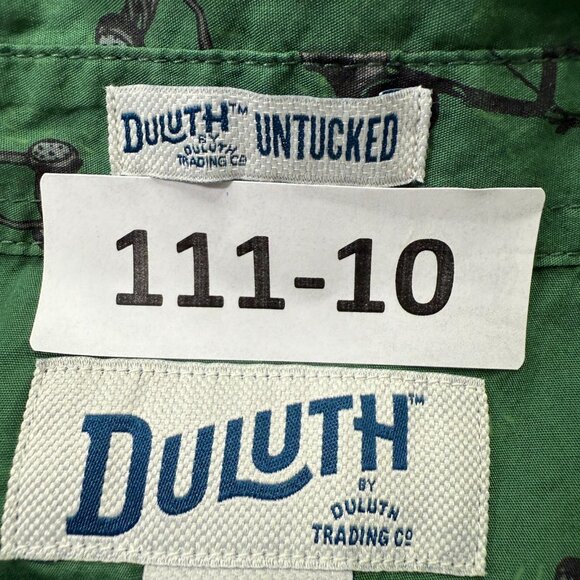 DULUTH™ UNTUCKED
BY
DULUTH
TRADING CO
111-10
DULUTH™
BY
DULUTH
TRADING CO